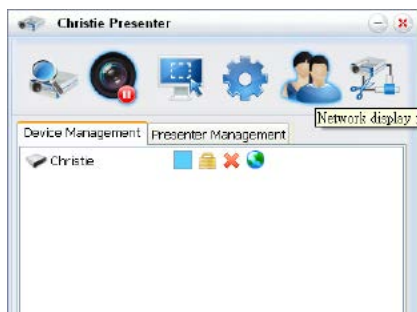 Christie Presenter
Network display
Device Management Presenter Management
Christie